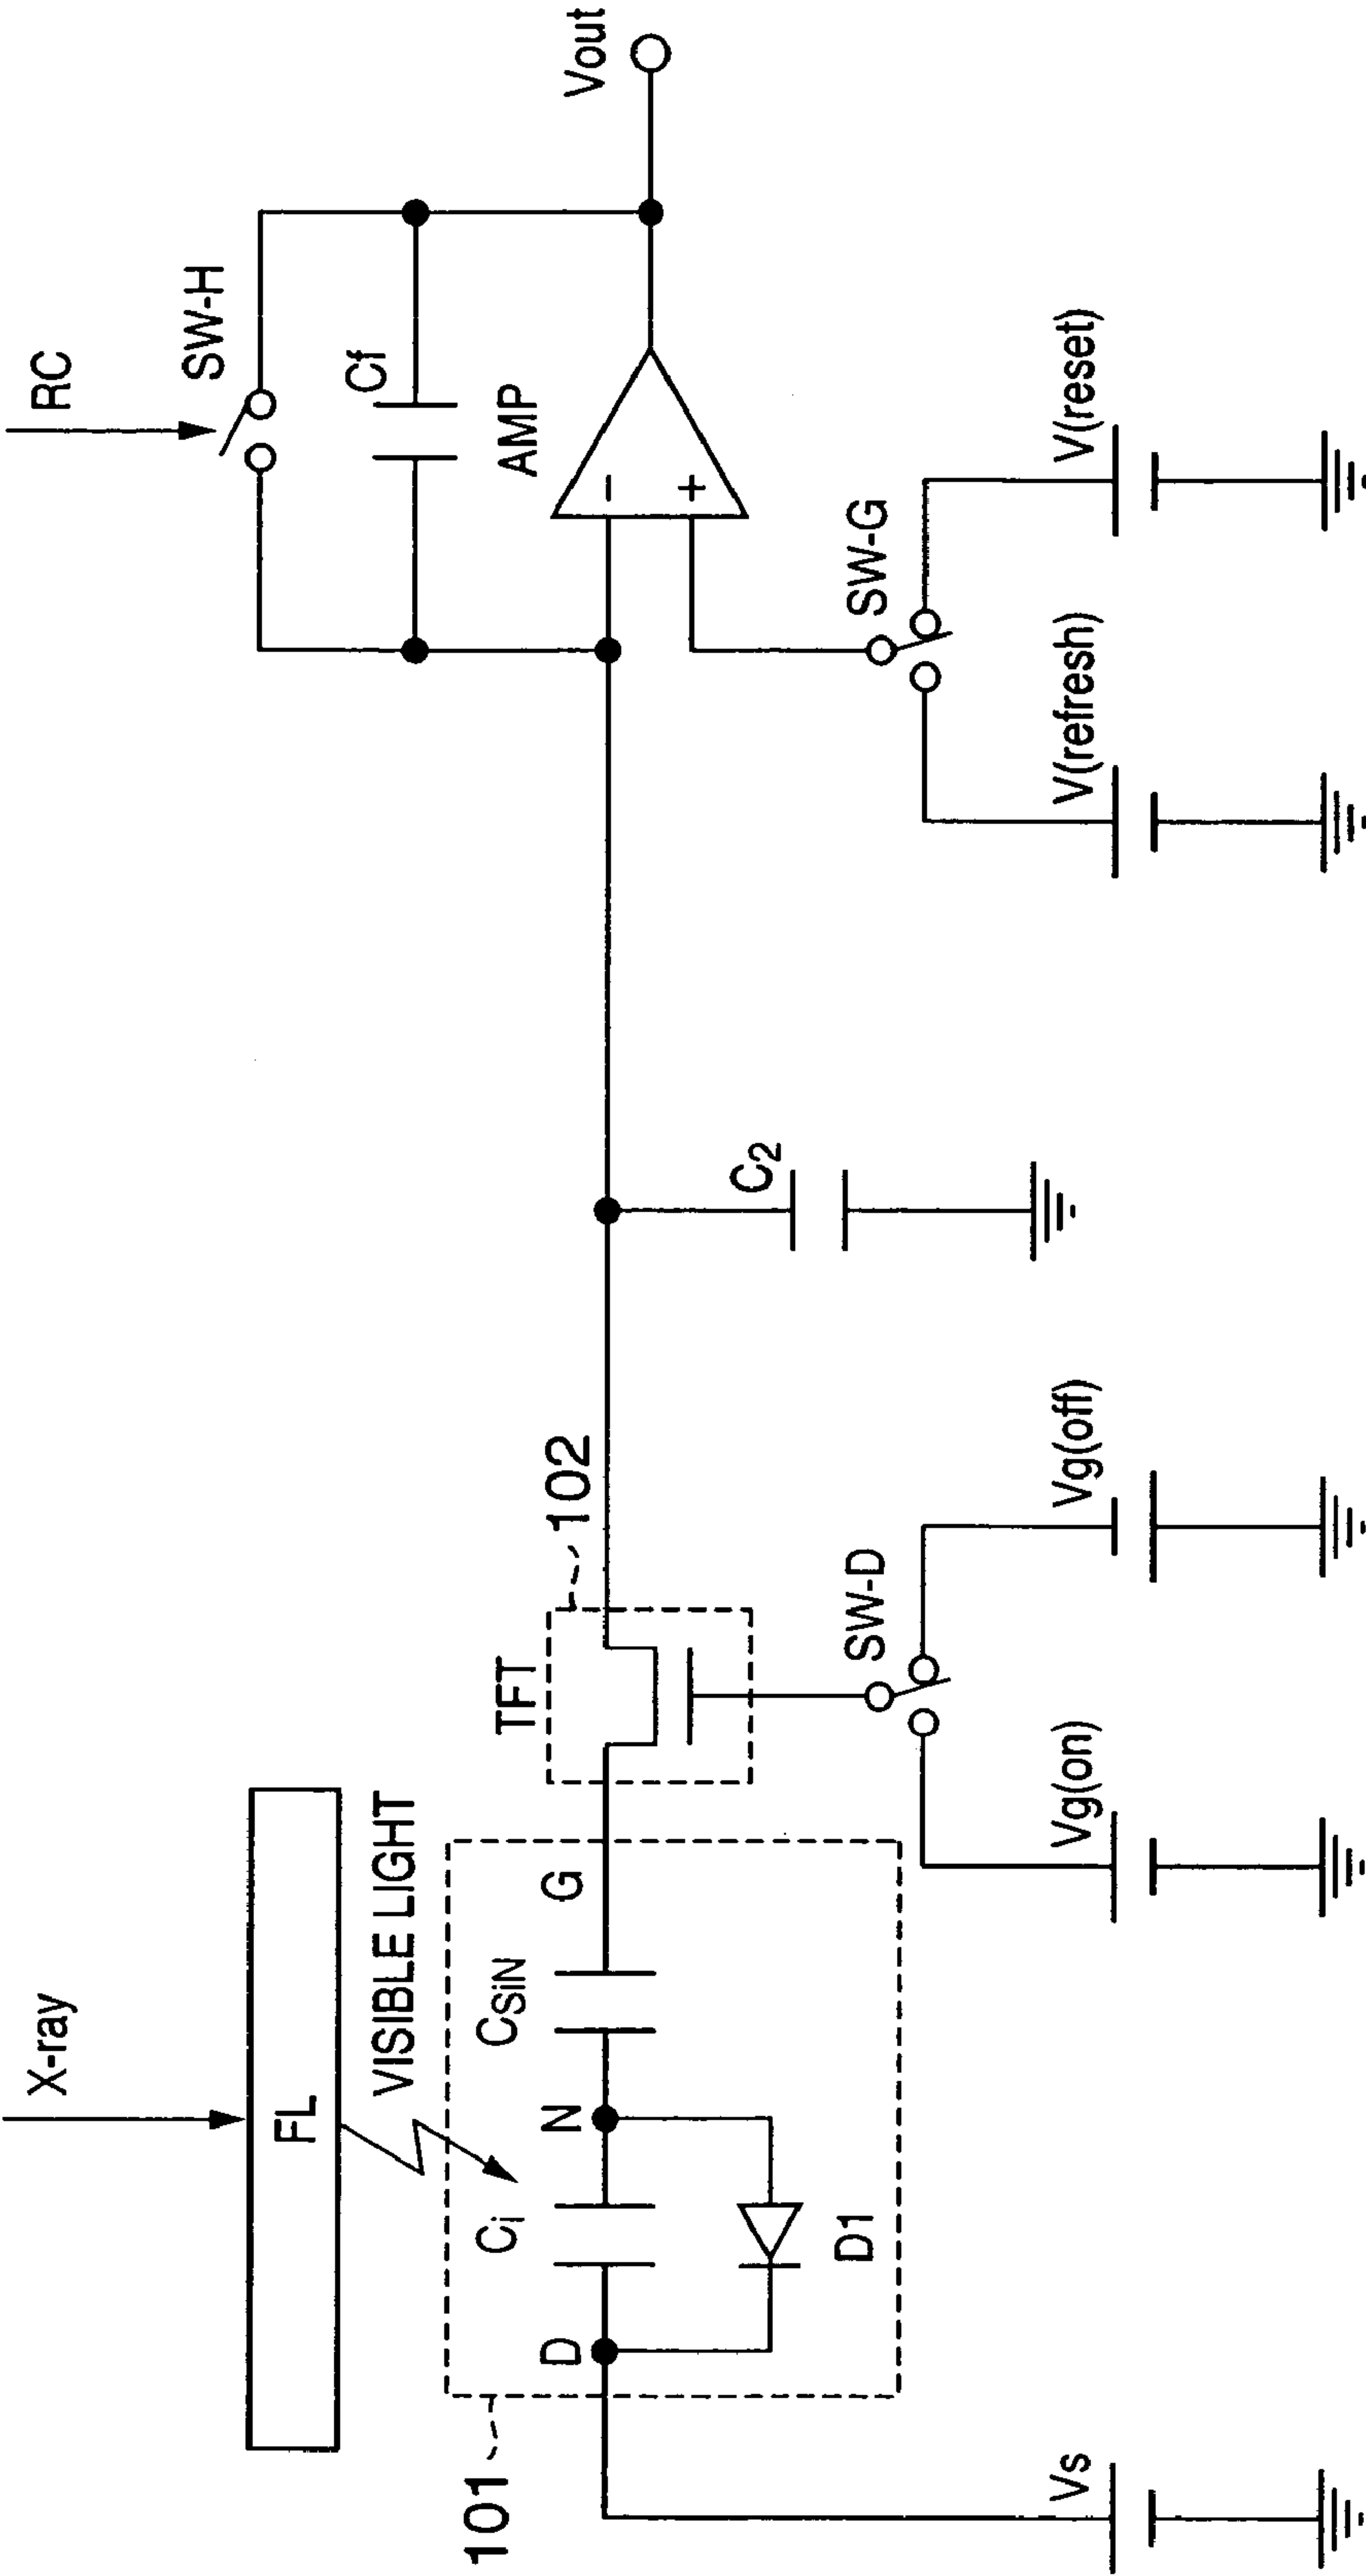 X-ray
FL
VISIBLE LIGHT
101
D
Ci
N
CSiN
G
D1
Vs
TFT
102
SW-D
Vg(on)
Vg(off)
C2
RC
SW-H
Cf
AMP
-
+
Vout
SW-G
V(refresh)
V(reset)